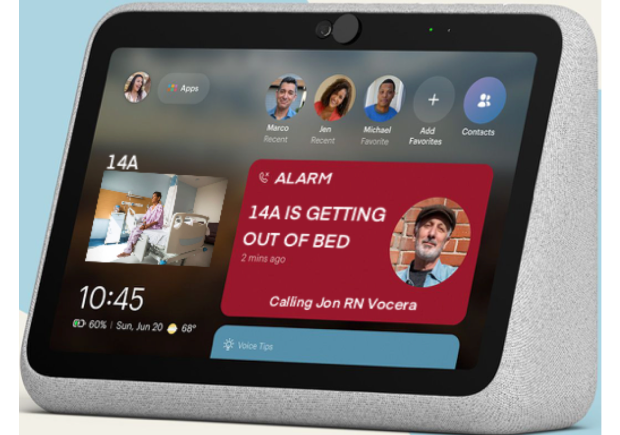 Apps
Marco
Recent
Jen
Recent
Michael
Favorite
Add
Favorites
Contacts
14A
ALARM
14A IS GETTING
OUT OF BED
2 mins ago
Calling Jon RN Vocera
10:45
60% | Sun, Jun 20 68°
Voice Tips